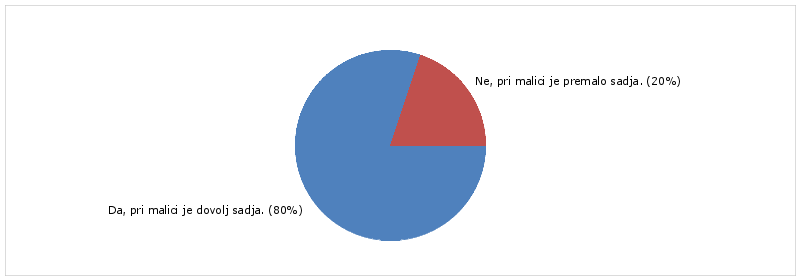 Ne, pri malici je premalo sadja. (20%)
Da, pri malici je dovolj sadja. (80%)